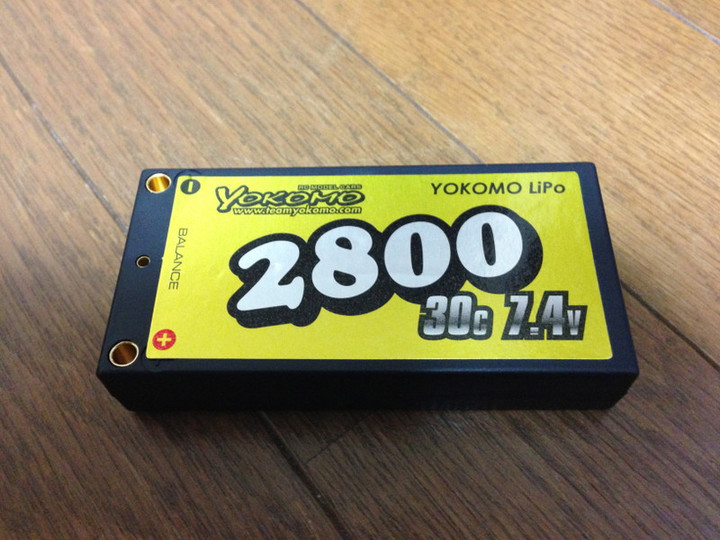 RC MODEL CARS
YOKOMO
www.teamyokomo.com
YOKOMO LiPo
BALANCE
2800
30c 7.4v